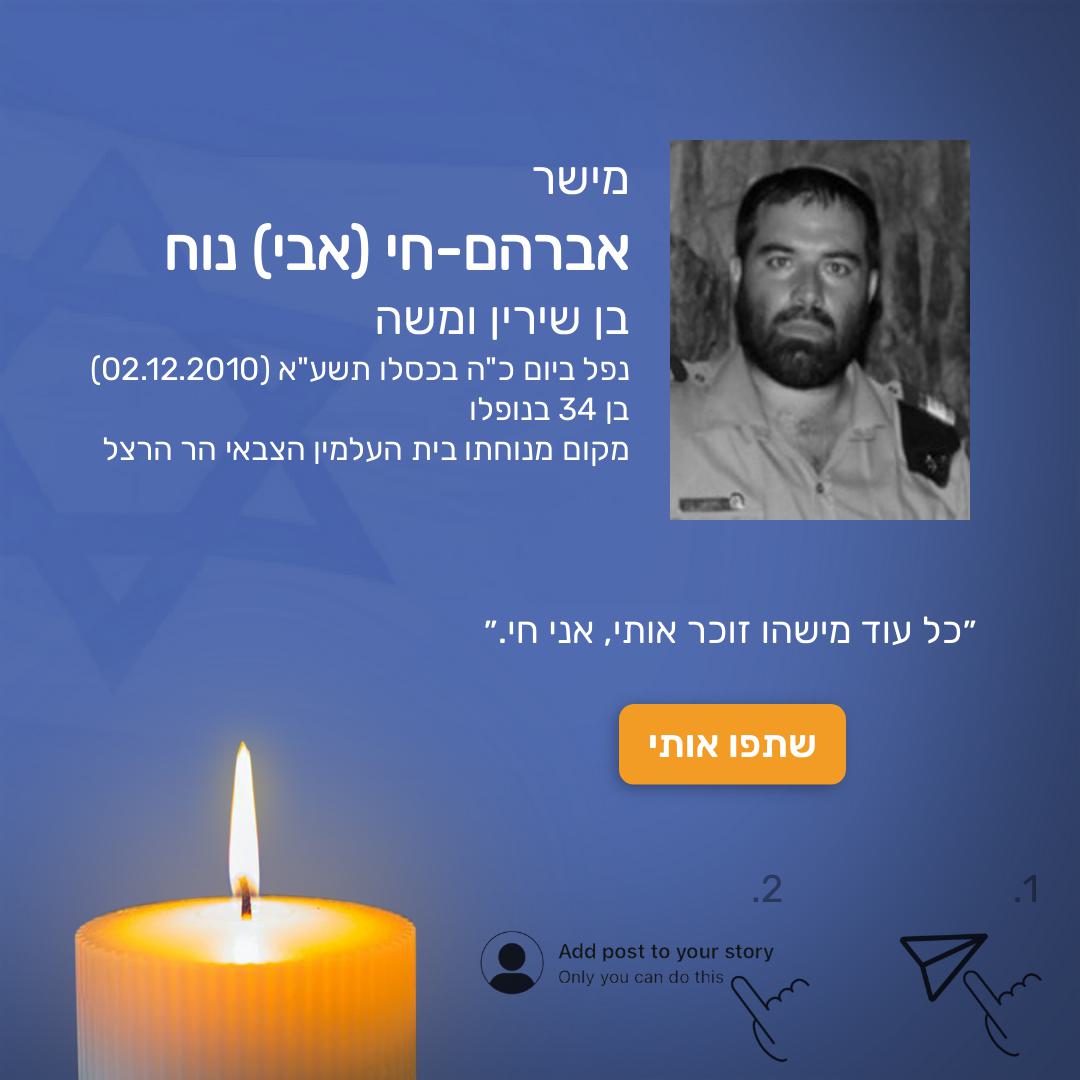 מישר
אברהם-חי (אבי) נוח
בן שירין ומשה
נפל ביום כ"ה בכסלו תשע"א (02.12.2010)
בן 34 בנופלו
מקום מנוחתו בית העלמין הצבאי הר הרצל
״כל עוד מישהו זוכר אותי, אני חי.״
שתפו אותי
1.
2.
Add post to your story
Only you can do this